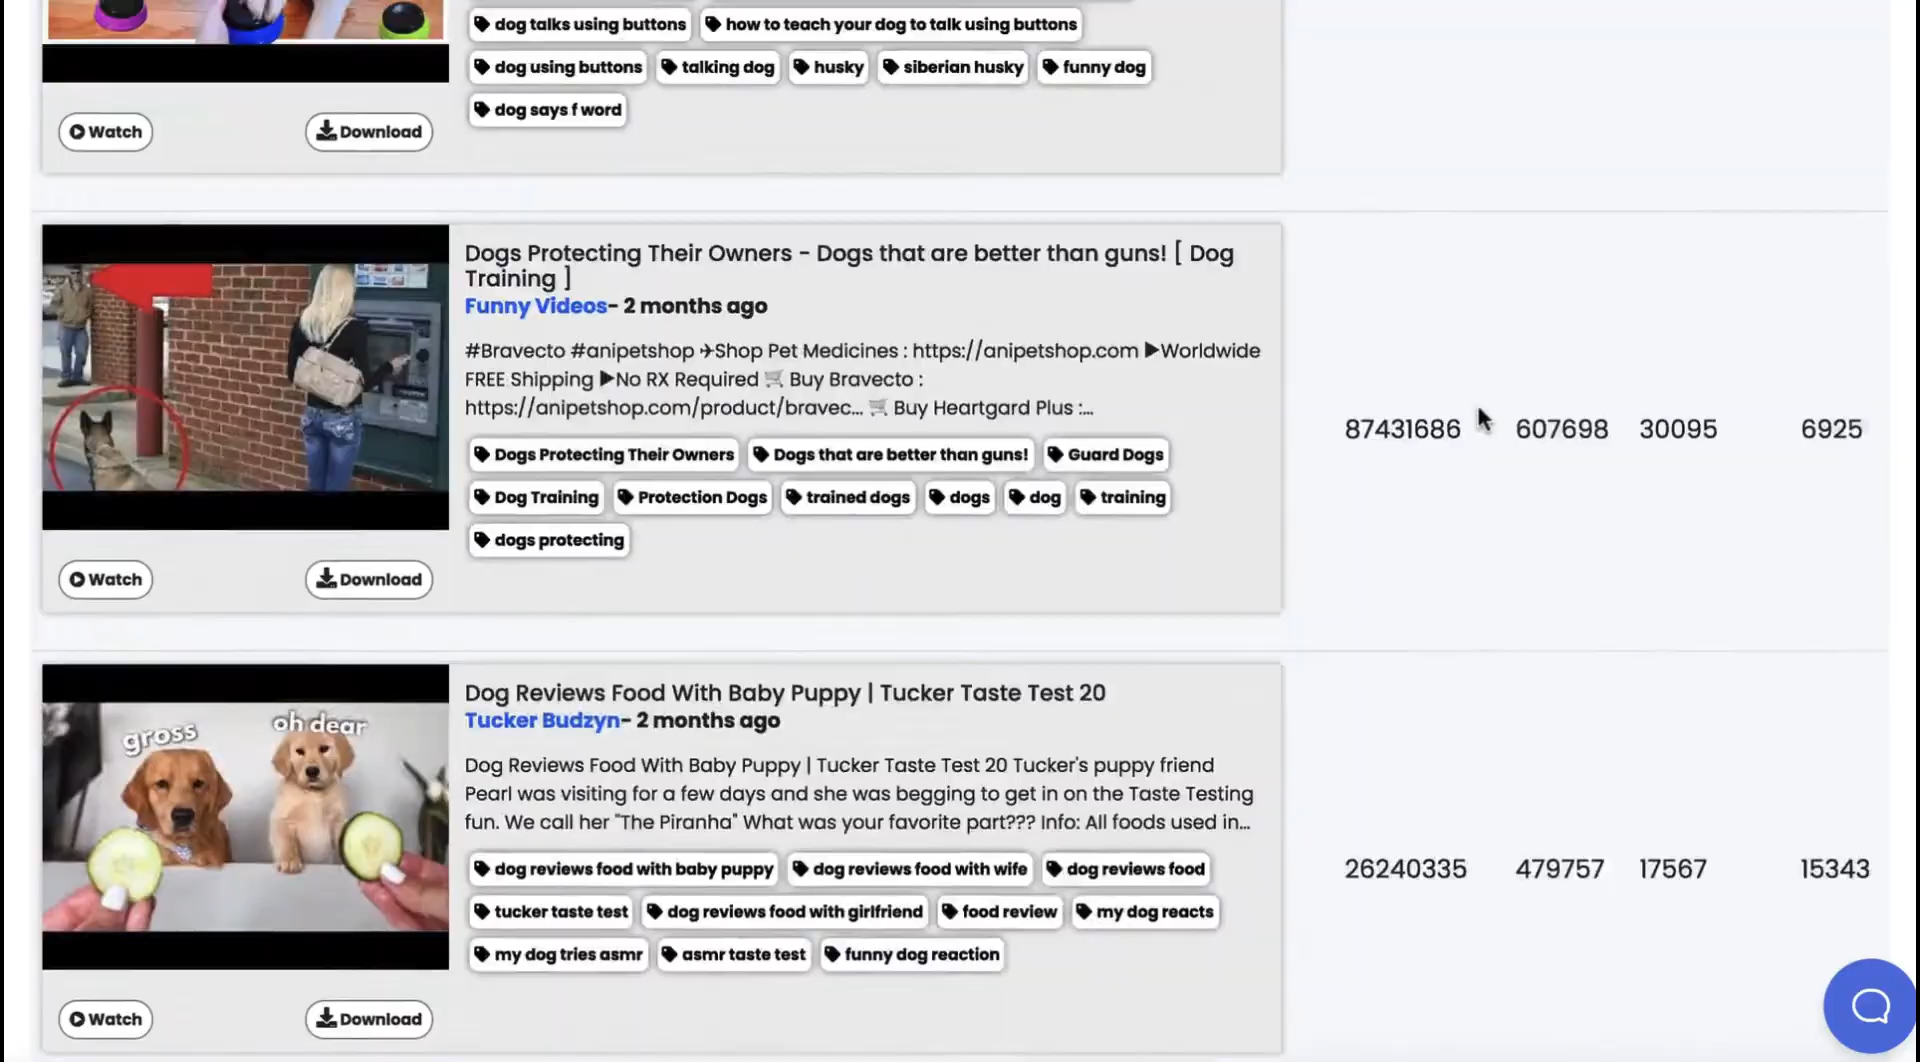 dog talks using buttons how to teach your dog to talk using buttons
dog using buttons talking dog husky siberian husky funny dog
dog says f word
Watch Download
Dogs Protecting Their Owners - Dogs that are better than guns! [ Dog
Training ]
Funny Videos- 2 months ago
#Bravecto #anipetshop ✈Shop Pet Medicines : https://anipetshop.com ▶Worldwide
FREE Shipping ▶No RX Required 🛒 Buy Bravecto :
https://anipetshop.com/product/bravec... 🛒 Buy Heartgard Plus :...
Dogs Protecting Their Owners Dogs that are better than guns! Guard Dogs
Dog Training Protection Dogs trained dogs dogs dog training
dogs protecting
Watch Download
87431686 607698 30095 6925
gross oh dear
Dog Reviews Food With Baby Puppy | Tucker Taste Test 20
Tucker Budzyn- 2 months ago
Dog Reviews Food With Baby Puppy | Tucker Taste Test 20 Tucker's puppy friend
Pearl was visiting for a few days and she was begging to get in on the Taste Testing
fun. We call her "The Piranha" What was your favorite part??? Info: All foods used in...
dog reviews food with baby puppy dog reviews food with wife dog reviews food
tucker taste test dog reviews food with girlfriend food review my dog reacts
my dog tries asmr asmr taste test funny dog reaction
Watch Download
26240335 479757 17567 15343